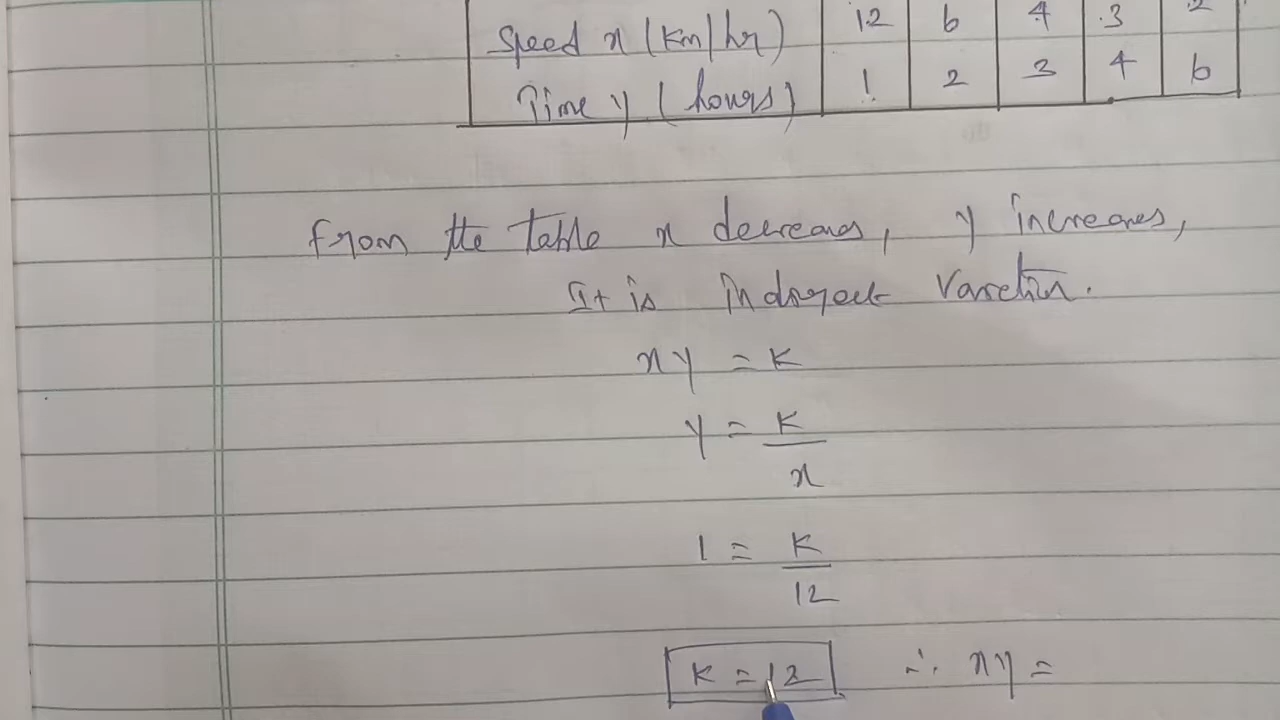 Speed x (km/hr) 12 6 4 3 2
Time y (hours) 1 2 3 4 6
From the table x decreases, y increases,
It is indirect variation.
xy = k
y = k/x
1 = k/12
k = 12 ∴ xy =